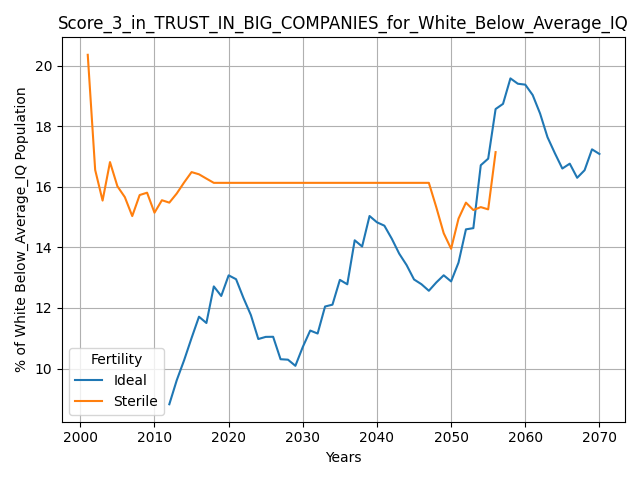 Score_3_in_TRUST_IN_BIG_COMPANIES_for_White_Below_Average_IQ
% of White Below_Average_IQ Population
20
18
16
14
12
10
Fertility
Ideal
Sterile
2000 2010 2020 2030 2040 2050 2060 2070
Years